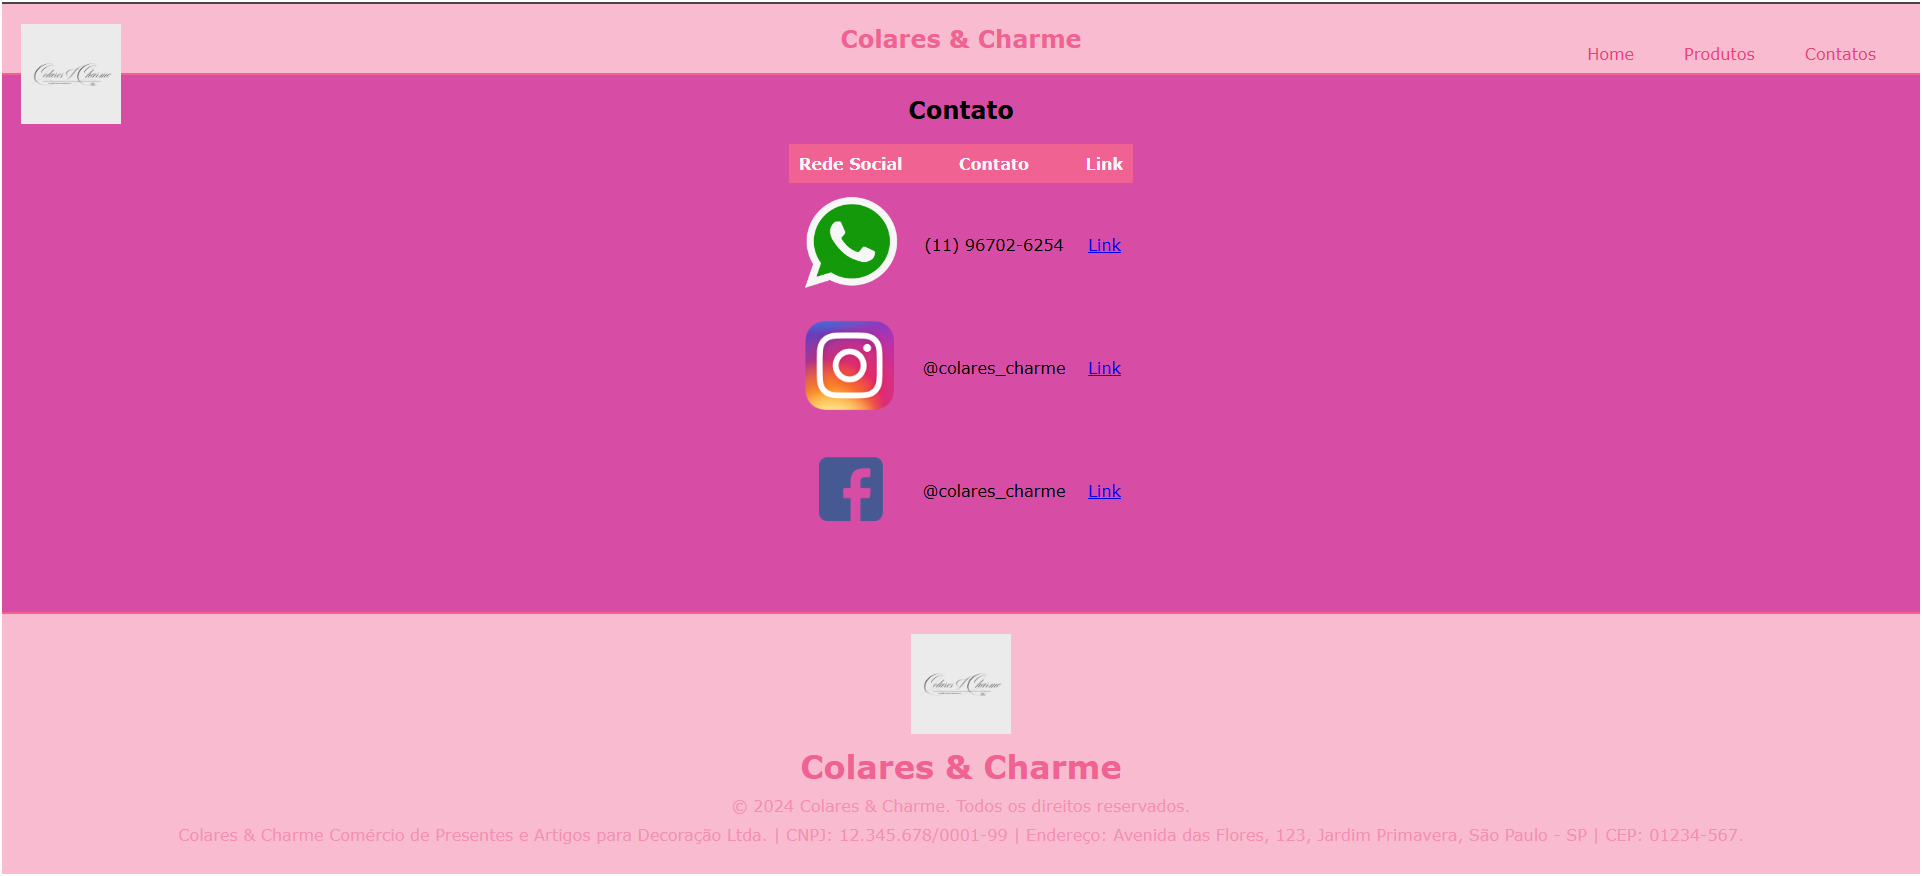 Colares & Charme
Colares & Charme
Home Produtos Contatos
Contato
Rede Social Contato Link
(11) 96702-6254 Link
@colares_charme Link
@colares_charme Link
Colares & Charme
Colares & Charme
© 2024 Colares & Charme. Todos os direitos reservados.
Colares & Charme Comércio de Presentes e Artigos para Decoração Ltda. | CNPJ: 12.345.678/0001-99 | Endereço: Avenida das Flores, 123, Jardim Primavera, São Paulo - SP | CEP: 01234-567.